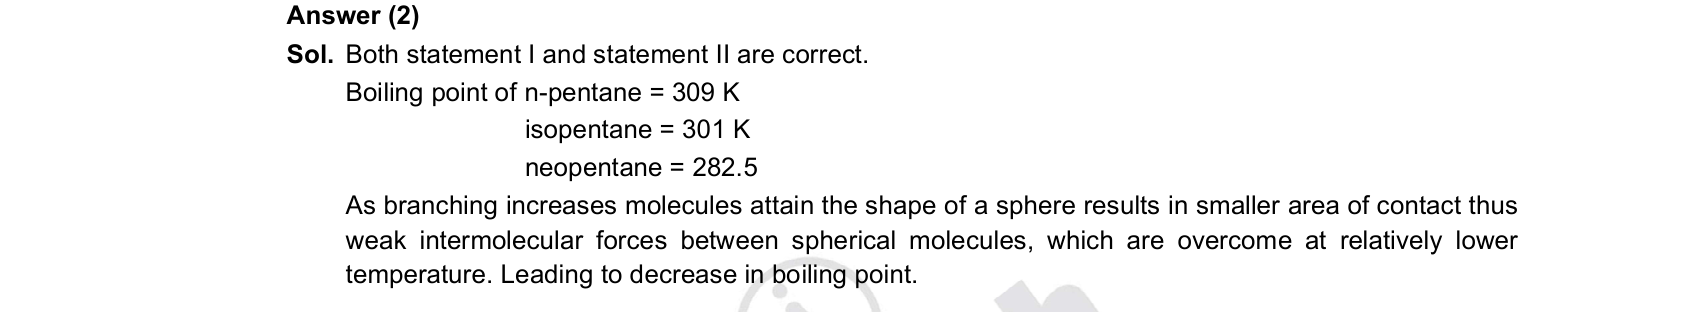 Answer (2)
Sol. Both statement I and statement II are correct.
Boiling point of n-pentane = 309 K
isopentane = 301 K
neopentane = 282.5
As branching increases molecules attain the shape of a sphere results in smaller area of contact thus
weak intermolecular forces between spherical molecules, which are overcome at relatively lower
temperature. Leading to decrease in boiling point.